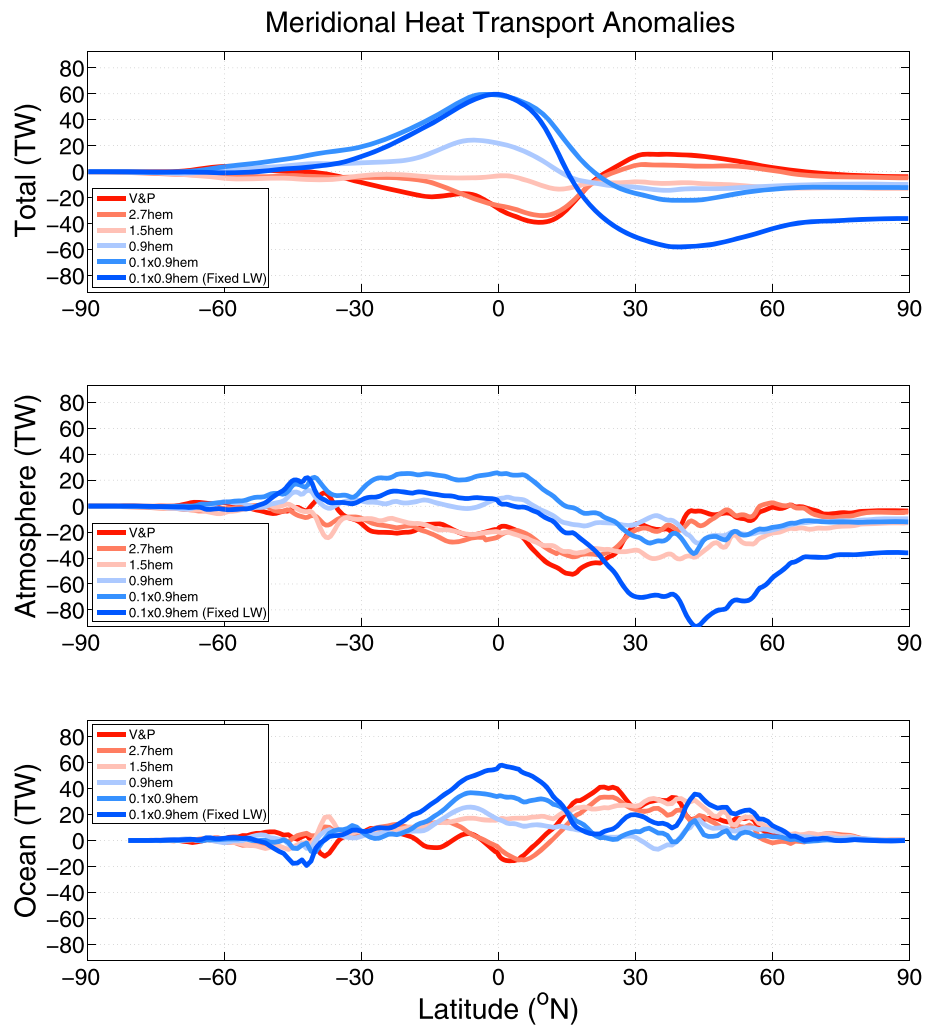 Meridional Heat Transport Anomalies
Total (TW)
80
60
40
20
0
−20
−40
−60
−80
V&P
2.7hem
1.5hem
0.9hem
0.1x0.9hem
0.1x0.9hem (Fixed LW)
−90 −60 −30 0 30 60 90
Atmosphere (TW)
80
60
40
20
0
−20
−40
−60
−80
V&P
2.7hem
1.5hem
0.9hem
0.1x0.9hem
0.1x0.9hem (Fixed LW)
−90 −60 −30 0 30 60 90
Ocean (TW)
80
60
40
20
0
−20
−40
−60
−80
V&P
2.7hem
1.5hem
0.9hem
0.1x0.9hem
0.1x0.9hem (Fixed LW)
−90 −60 −30 0 30 60 90
Latitude (°N)